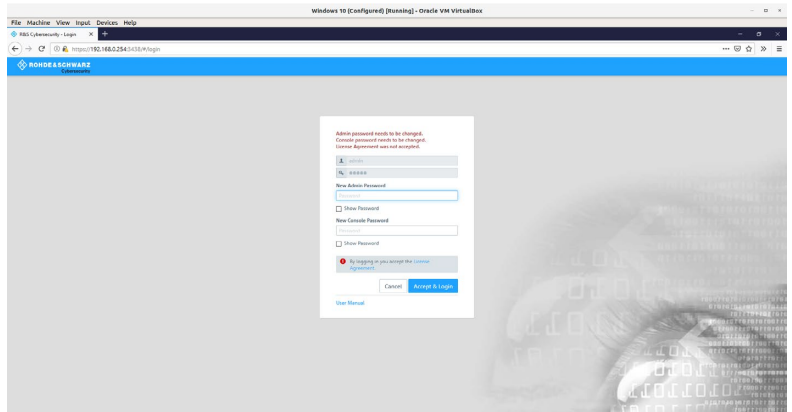 Windows 10 (Configured) [Running] - Oracle VM VirtualBox
File Machine View Input Devices Help
R&S Cybersecurity - Login
https://192.168.0.254:3438/#/login
ROHDE&SCHWARZ
Cybersecurity
Admin password needs to be changed.
Console password needs to be changed.
License Agreement was not accepted.
admin
New Admin Password
Password
Show Password
New Console Password
Password
Show Password
By logging in you accept the License
Agreement.
Cancel
Accept & Login
User Manual